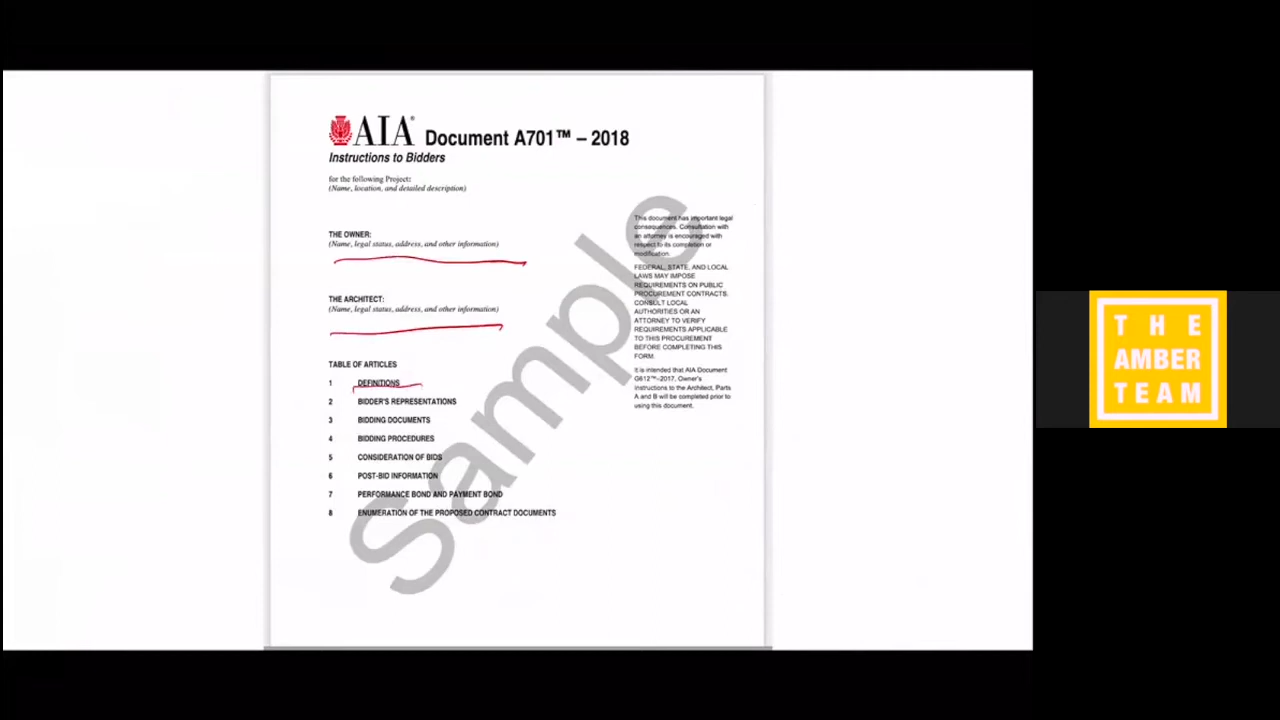 AIA® Document A701™ – 2018
Instructions to Bidders
for the following Project:
(Name, location, and detailed description)
THE OWNER:
(Name, legal status, address, and other information)
THE ARCHITECT:
(Name, legal status, address, and other information)
TABLE OF ARTICLES
1 DEFINITIONS
2 BIDDER'S REPRESENTATIONS
3 BIDDING DOCUMENTS
4 BIDDING PROCEDURES
5 CONSIDERATION OF BIDS
6 POST-BID INFORMATION
7 PERFORMANCE BOND AND PAYMENT BOND
8 ENUMERATION OF THE PROPOSED CONTRACT DOCUMENTS
This document has important legal
consequences. Consultation with
an attorney is encouraged with
respect to its completion or
modification.
FEDERAL, STATE, AND LOCAL
LAWS MAY IMPOSE
REQUIREMENTS ON PUBLIC
PROCUREMENT CONTRACTS.
CONSULT LOCAL
AUTHORITIES OR AN
ATTORNEY TO VERIFY
REQUIREMENTS APPLICABLE
TO THIS PROCUREMENT
BEFORE COMPLETING THIS
FORM.
It is intended that AIA Document
G612™–2017, Owner's
Instructions to the Architect, Parts
A and B will be completed prior to
using this document.
Sample
THE
AMBER
TEAM